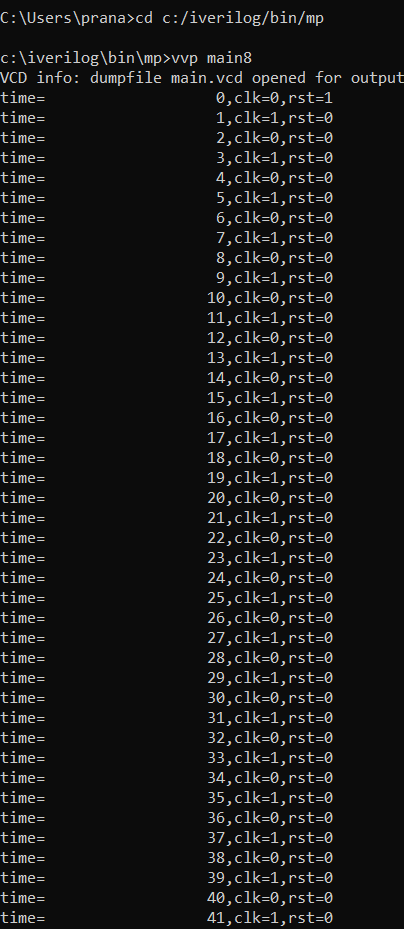 C:\Users\prana>cd c:/iverilog/bin/mp
c:\iverilog\bin\mp>vvp main8
VCD info: dumpfile main.vcd opened for output
time=                   0,clk=0,rst=1
time=                   1,clk=1,rst=0
time=                   2,clk=0,rst=0
time=                   3,clk=1,rst=0
time=                   4,clk=0,rst=0
time=                   5,clk=1,rst=0
time=                   6,clk=0,rst=0
time=                   7,clk=1,rst=0
time=                   8,clk=0,rst=0
time=                   9,clk=1,rst=0
time=                  10,clk=0,rst=0
time=                  11,clk=1,rst=0
time=                  12,clk=0,rst=0
time=                  13,clk=1,rst=0
time=                  14,clk=0,rst=0
time=                  15,clk=1,rst=0
time=                  16,clk=0,rst=0
time=                  17,clk=1,rst=0
time=                  18,clk=0,rst=0
time=                  19,clk=1,rst=0
time=                  20,clk=0,rst=0
time=                  21,clk=1,rst=0
time=                  22,clk=0,rst=0
time=                  23,clk=1,rst=0
time=                  24,clk=0,rst=0
time=                  25,clk=1,rst=0
time=                  26,clk=0,rst=0
time=                  27,clk=1,rst=0
time=                  28,clk=0,rst=0
time=                  29,clk=1,rst=0
time=                  30,clk=0,rst=0
time=                  31,clk=1,rst=0
time=                  32,clk=0,rst=0
time=                  33,clk=1,rst=0
time=                  34,clk=0,rst=0
time=                  35,clk=1,rst=0
time=                  36,clk=0,rst=0
time=                  37,clk=1,rst=0
time=                  38,clk=0,rst=0
time=                  39,clk=1,rst=0
time=                  40,clk=0,rst=0
time=                  41,clk=1,rst=0